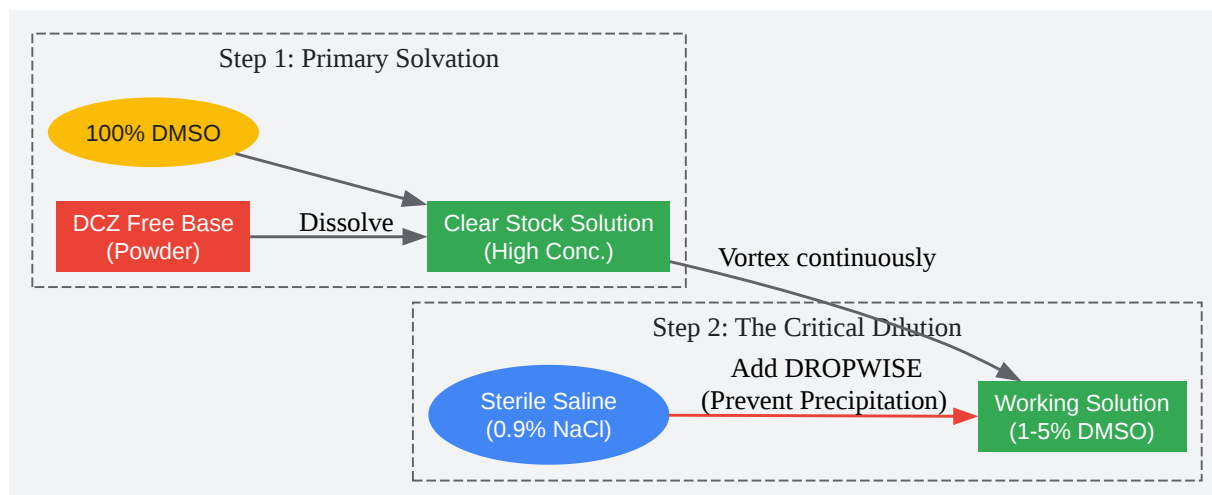 Step 1: Primary Solvation
100% DMSO
DCZ Free Base
(Powder)
Dissolve
Clear Stock Solution
(High Conc.)
Vortex continuously
Step 2: The Critical Dilution
Sterile Saline
(0.9% NaCl)
Add DROPWISE
(Prevent Precipitation)
Working Solution
(1-5% DMSO)